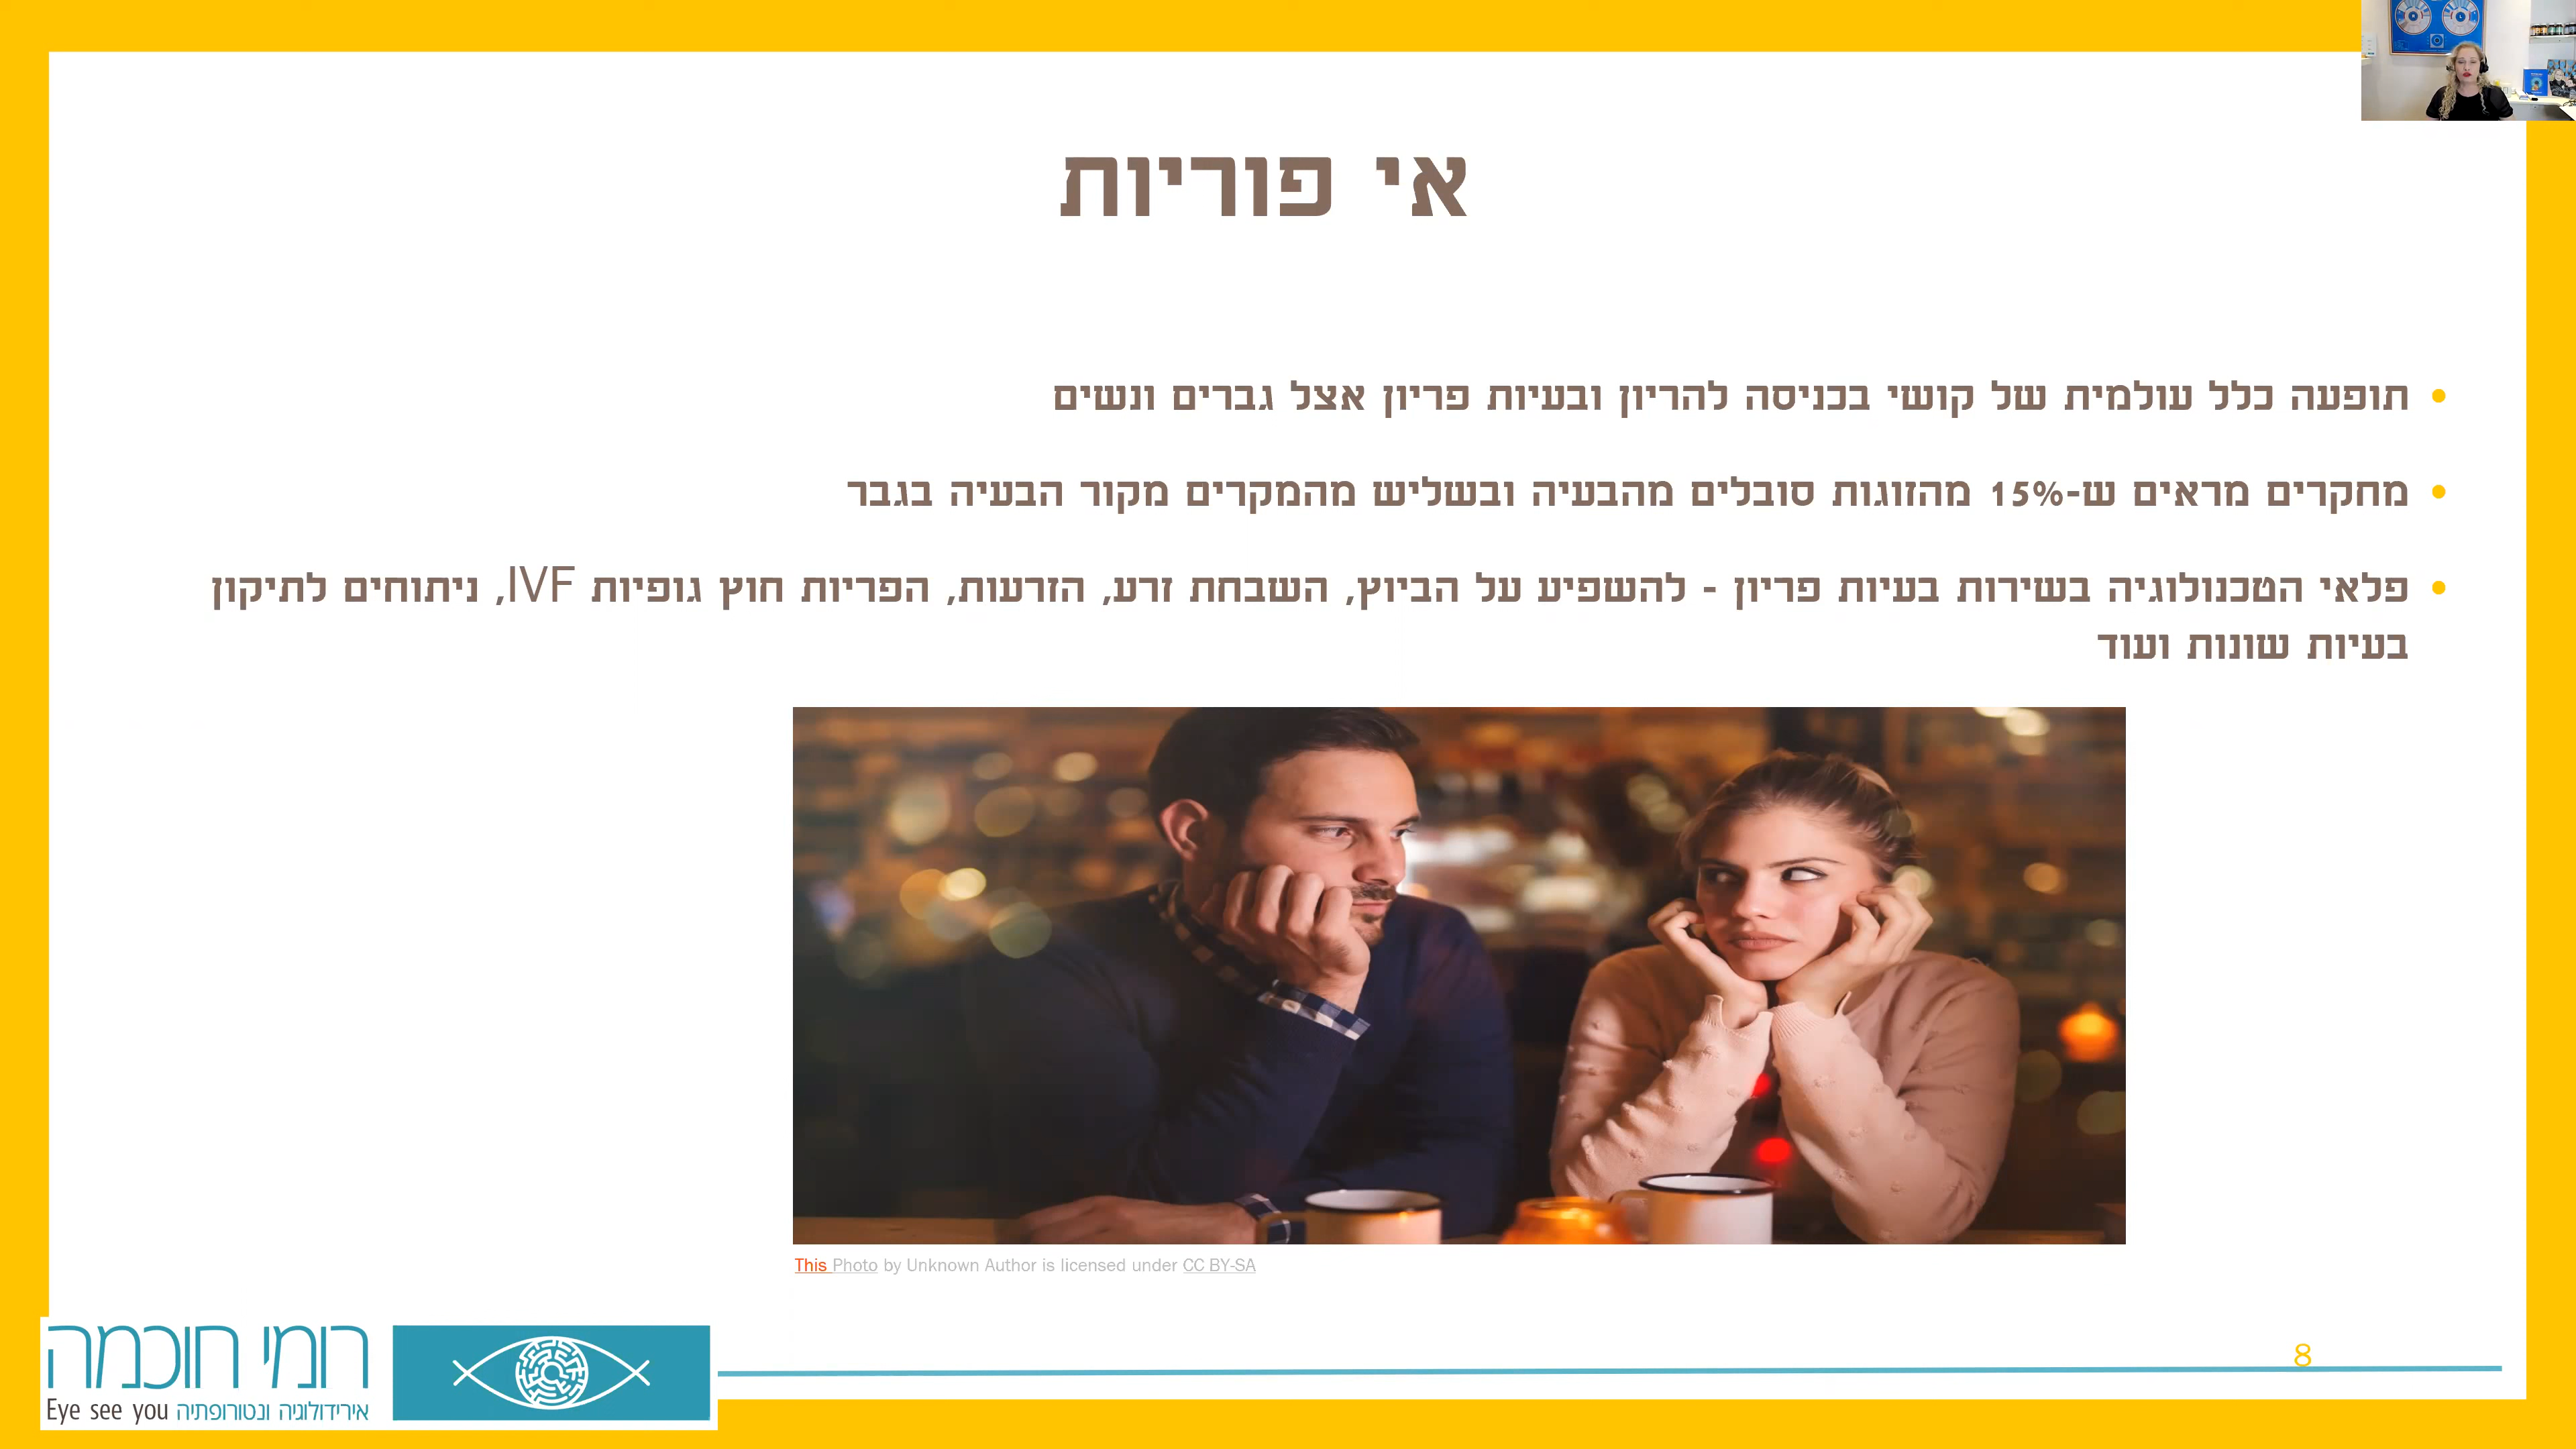 אי פוריות
תופעה כלל עולמית של קושי בכניסה להריון ובעיות פריון אצל גברים ונשים
מחקרים מראים ש-15% מהזוגות סובלים מהבעיה ובשליש מהמקרים מקור הבעיה בגבר
פלאי הטכנולוגיה בשירות בעיות פריון - להשפיע על הביוץ, השבחת זרע, הזרעות, הפריות חוץ גופיות IVF, ניתוחים לתיקון
בעיות שונות ועוד
This Photo by Unknown Author is licensed under CC BY-SA
רומי חוכמה
אירידולוגיה ונטורופתיה Eye see you
8